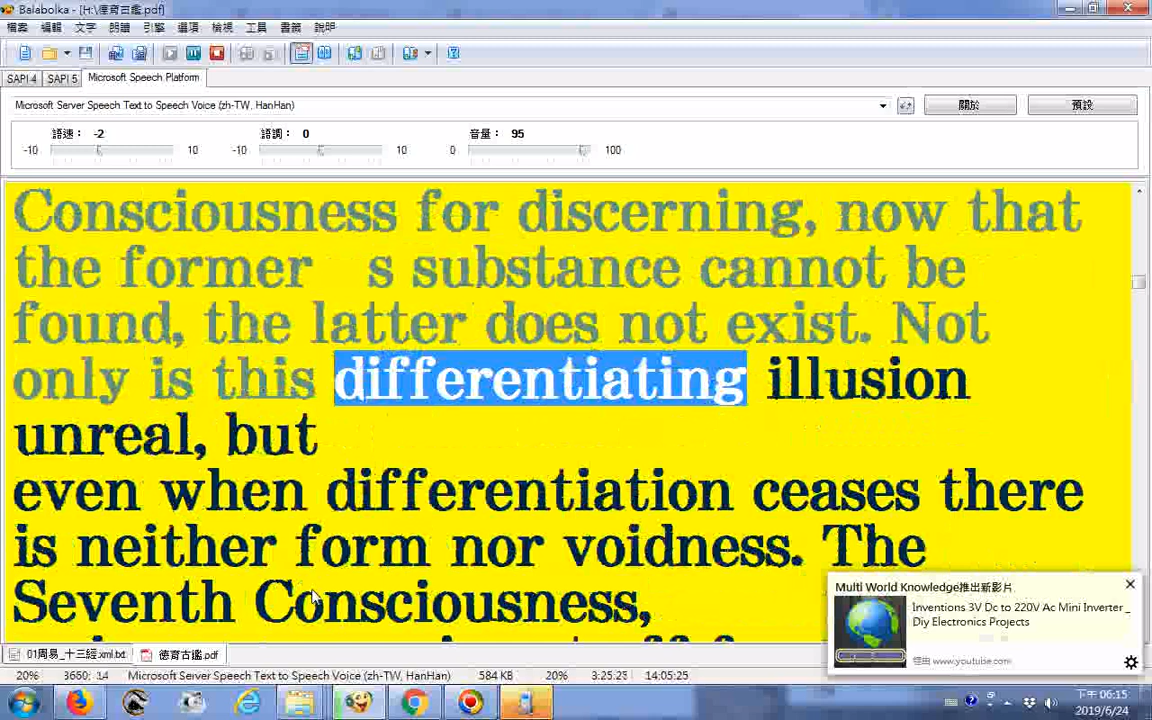 Balabolka - [H:\德育古鑑.pdf]
檔案 編輯 文字 朗讀 引擎 選項 檢視 工具 書籤 說明
SAPI 4 SAPI 5 Microsoft Speech Platform
Microsoft Server Speech Text to Speech Voice (zh-TW, HanHan) 關於 預設
語速： -2 語調： 0 音量： 95
-10 10 -10 10 0 100
Consciousness for discerning, now that
the former s substance cannot be
found, the latter does not exist. Not
only is this differentiating illusion
unreal, but
even when differentiation ceases there
is neither form nor voidness. The
Seventh Consciousness,
Multi World Knowledge推出新影片
Inventions 3V Dc to 220V Ac Mini Inverter _
Diy Electronics Projects
經由 www.youtube.com
01周易_十三經.xml.txt 德育古鑑.pdf
20% 3650; 14 Microsoft Server Speech Text to Speech Voice (zh-TW, HanHan) 584 KB 20% 3:25:23 14:05:25
下午 06:15
2019/6/24